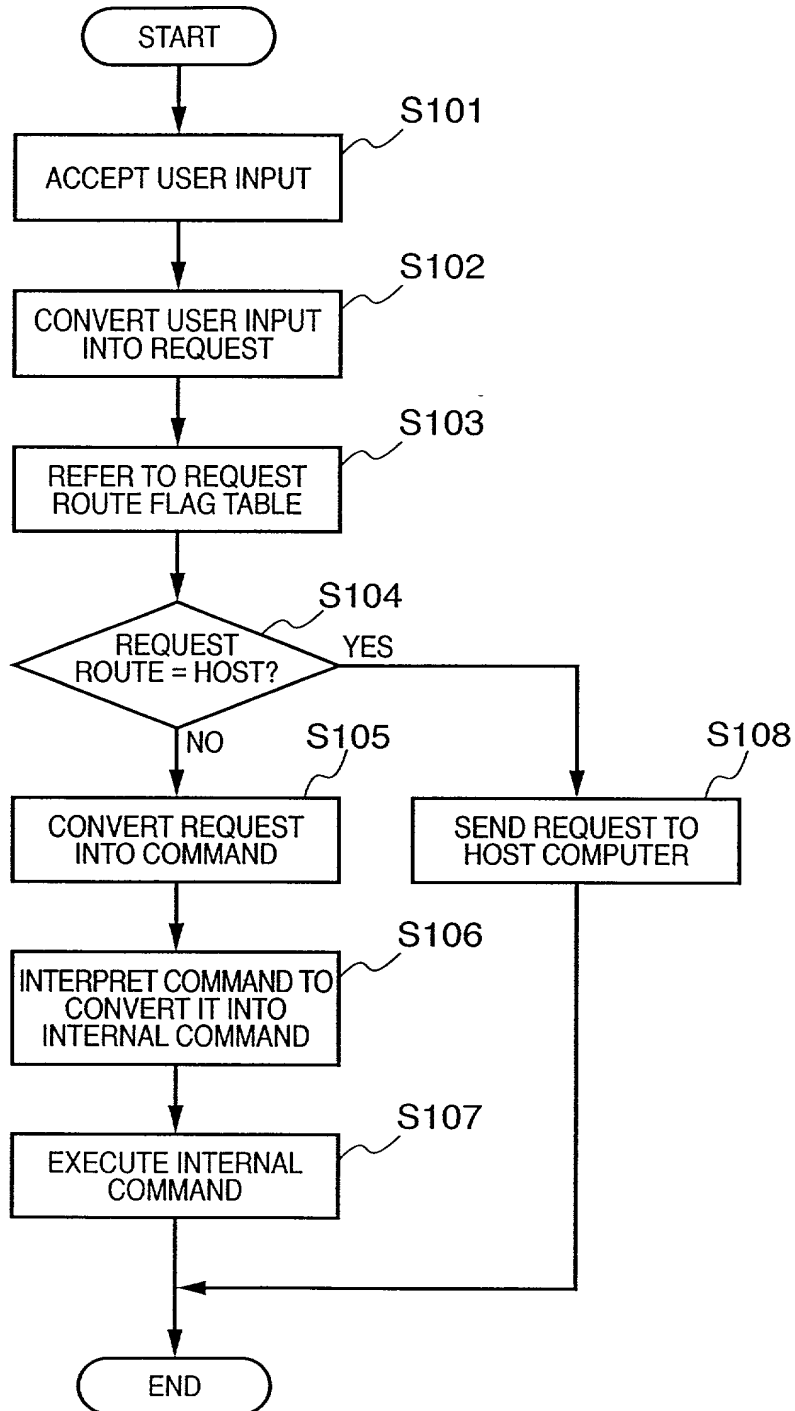 START
S101
ACCEPT USER INPUT
S102
CONVERT USER INPUT
INTO REQUEST
S103
REFER TO REQUEST
ROUTE FLAG TABLE
S104
REQUEST
ROUTE = HOST?
YES
NO
S105
CONVERT REQUEST
INTO COMMAND
S108
SEND REQUEST TO
HOST COMPUTER
S106
INTERPRET COMMAND TO
CONVERT IT INTO
INTERNAL COMMAND
S107
EXECUTE INTERNAL
COMMAND
END